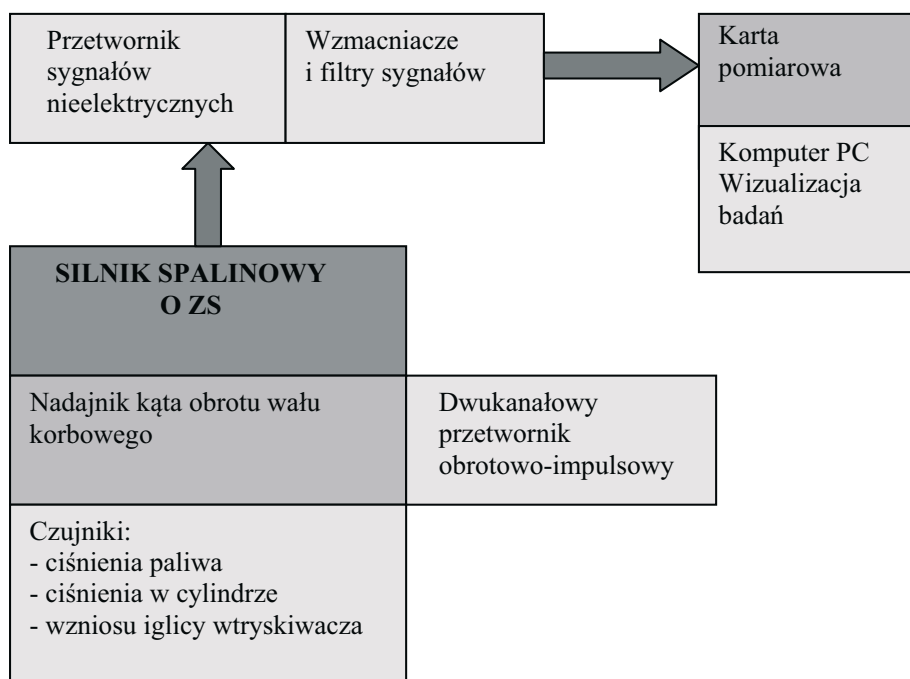 Przetwornik
sygnałów
nieelektrycznych
Wzmacniacze
i filtry sygnałów
Karta
pomiarowa
Komputer PC
Wizualizacja
badań
SILNIK SPALINOWY
O ZS
Nadajnik kąta obrotu wału
korbowego
Dwukanałowy
przetwornik
obrotowo-impulsowy
Czujniki:
- ciśnienia paliwa
- ciśnienia w cylindrze
- wzniosu iglicy wtryskiwacza